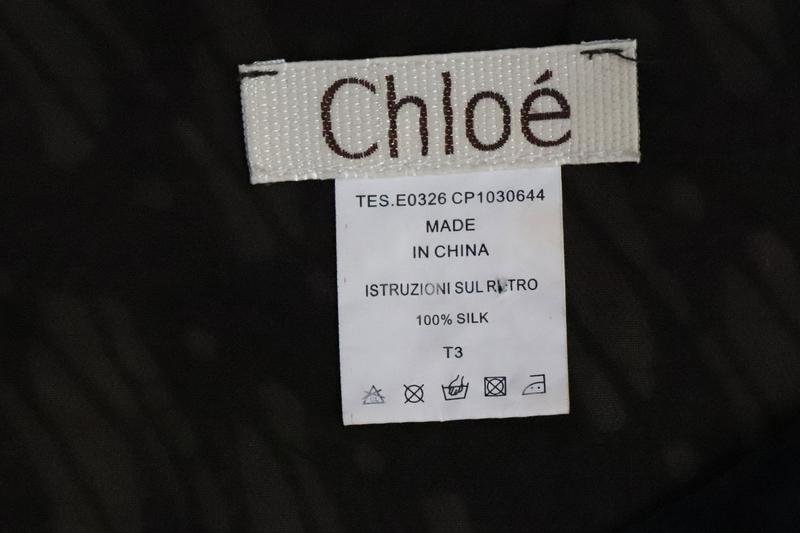 Chloé
TES.E0326 CP1030644
MADE
IN CHINA
ISTRUZIONI SUL RETRO
100% SILK
T3